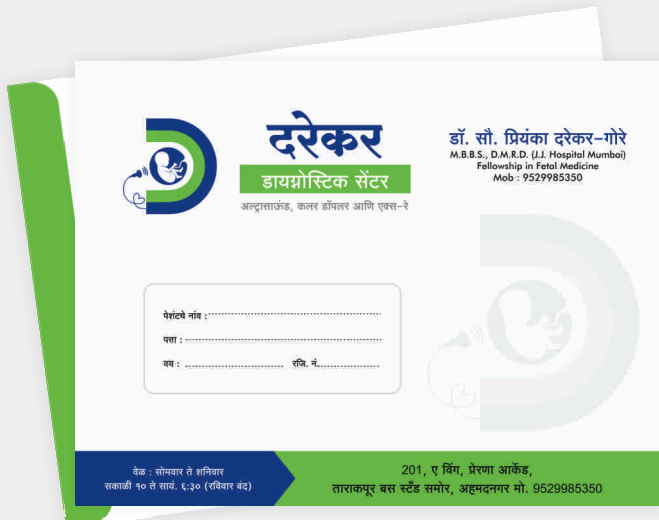 दरेकर
डायग्नोस्टिक सेंटर
अल्ट्रासाऊंड, कलर डॉपलर आणि एक्स-रे
डॉ. सौ. प्रियंका दरेकर-गोरे
M.B.B.S., D.M.R.D. (J.J. Hospital Mumbai)
Fellowship in Fetal Medicine
Mob : 9529985350
पेशंटचे नांव :
पत्ता :
वय : रजि. नं.
वेळ : सोमवार ते शनिवार
सकाळी १० ते सायं. ६:३० (रविवार बंद)
201, ए विंग, प्रेरणा आर्केड,
ताराकपूर बस स्टँड समोर, अहमदनगर मो. 9529985350